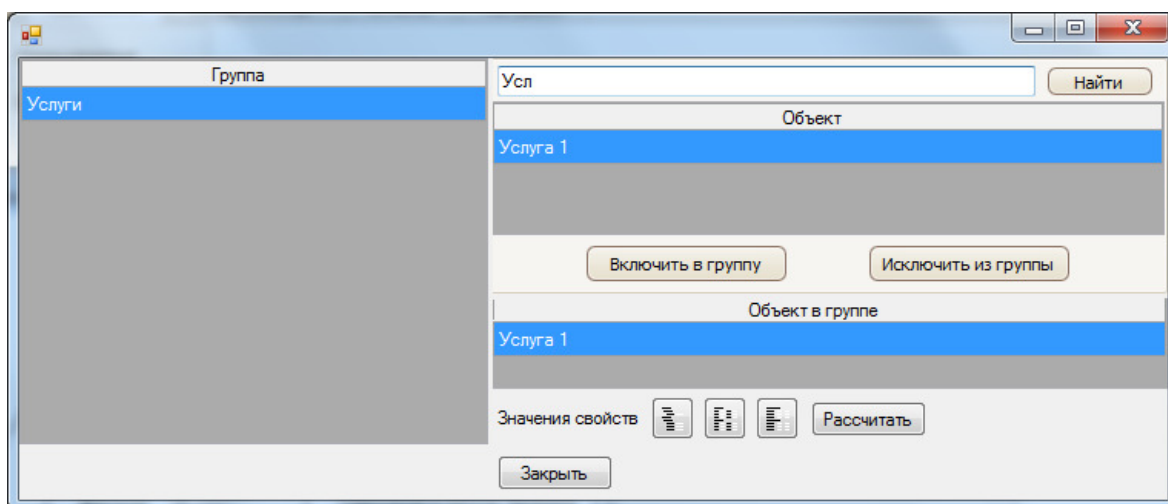 Группа
Услуги
Усл
Найти
Объект
Услуга 1
Включить в группу
Исключить из группы
Объект в группе
Услуга 1
Значения свойств
Рассчитать
Закрыть